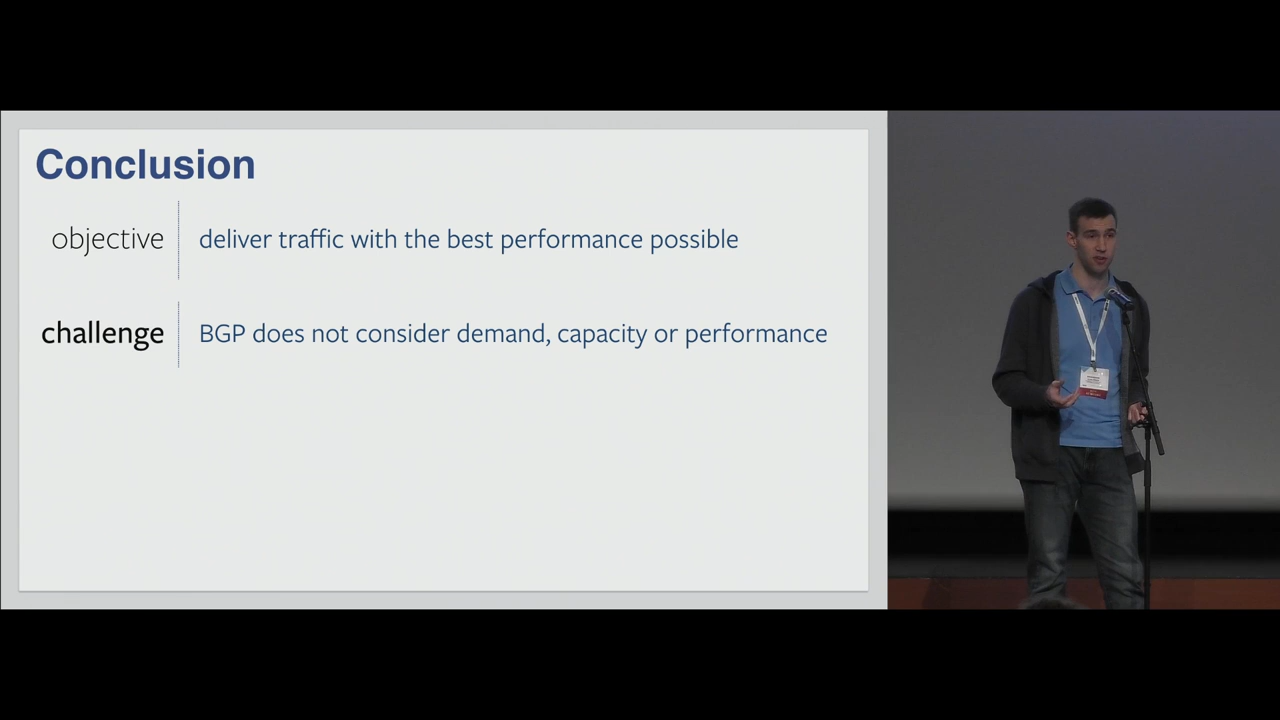 Conclusion
objective deliver traffic with the best performance possible
challenge BGP does not consider demand, capacity or performance